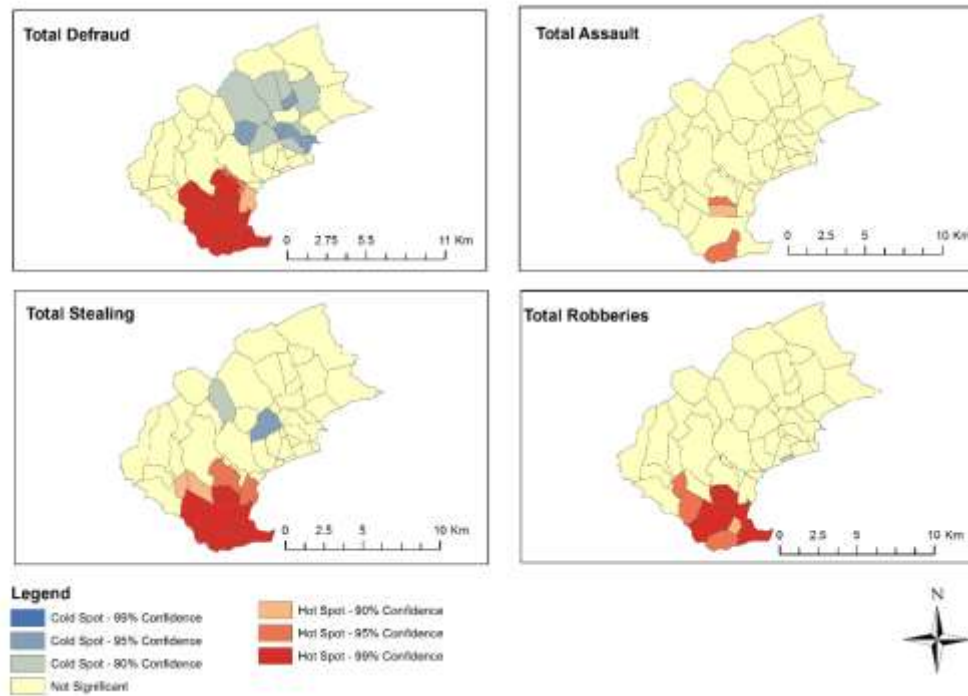 Total Defraud
0 2.75 5.5 11 Km
Total Assault
0 2.5 5 10 Km
Total Stealing
0 2.5 5 10 Km
Total Robberies
0 2.5 5 10 Km
Legend
Cold Spot - 99% Confidence
Cold Spot - 95% Confidence
Cold Spot - 90% Confidence
Not Significant
Hot Spot - 90% Confidence
Hot Spot - 95% Confidence
Hot Spot - 99% Confidence
N